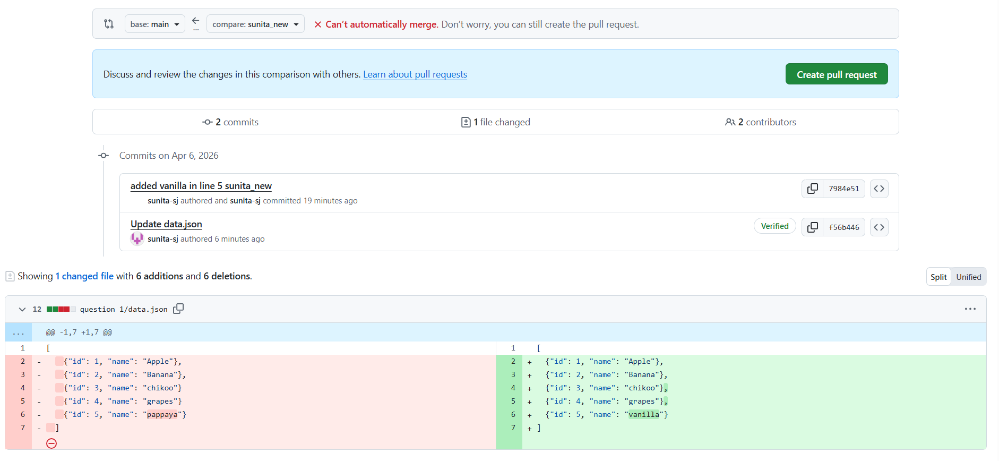 base: main compare: sunita_new Can't automatically merge. Don't worry, you can still create the pull request.
...
Discuss and review the changes in this comparison with others. Learn about pull requests Create pull request
2 commits 1 file changed 2 contributors
Commits on Apr 6, 2026
added vanilla in line 5 sunita_new
7984e51
sunita-sj authored and sunita-sj committed 19 minutes ago
Update data.json
Verified f56b446
sunita-sj authored 6 minutes ago
Showing 1 changed file with 6 additions and 6 deletions.
Split Unified
12 question 1/data.json ...
... @@ -1,7 +1,7 @@
1 [ 1 [
2 - {"id": 1, "name": "Apple"}, 2 + {"id": 1, "name": "Apple"},
3 - {"id": 2, "name": "Banana"}, 3 + {"id": 2, "name": "Banana"},
4 - {"id": 3, "name": "chikoo"} 4 + {"id": 3, "name": "chikoo"},
5 - {"id": 4, "name": "grapes"} 5 + {"id": 4, "name": "grapes"},
6 - {"id": 5, "name": "pappaya"} 6 + {"id": 5, "name": "vanilla"}
7 - ] 7 + ]